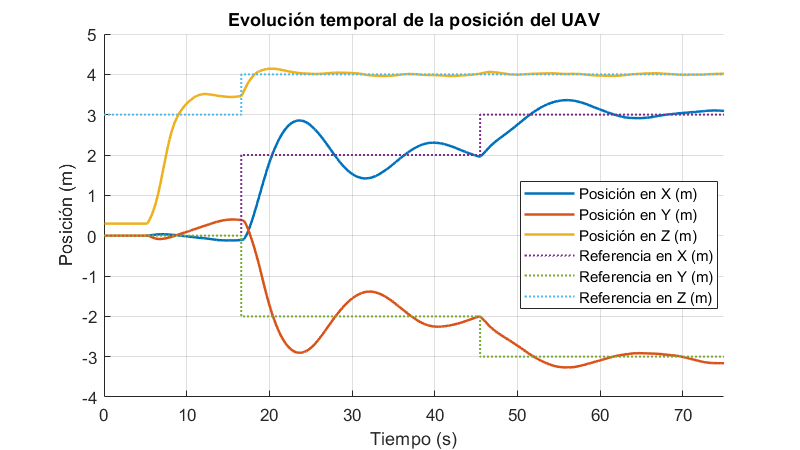 Evolución temporal de la posición del UAV
5
4
3
2
1
0
-1
-2
-3
-4
Posición (m)
Posición en X (m)
Posición en Y (m)
Posición en Z (m)
Referencia en X (m)
Referencia en Y (m)
Referencia en Z (m)
0 10 20 30 40 50 60 70
Tiempo (s)